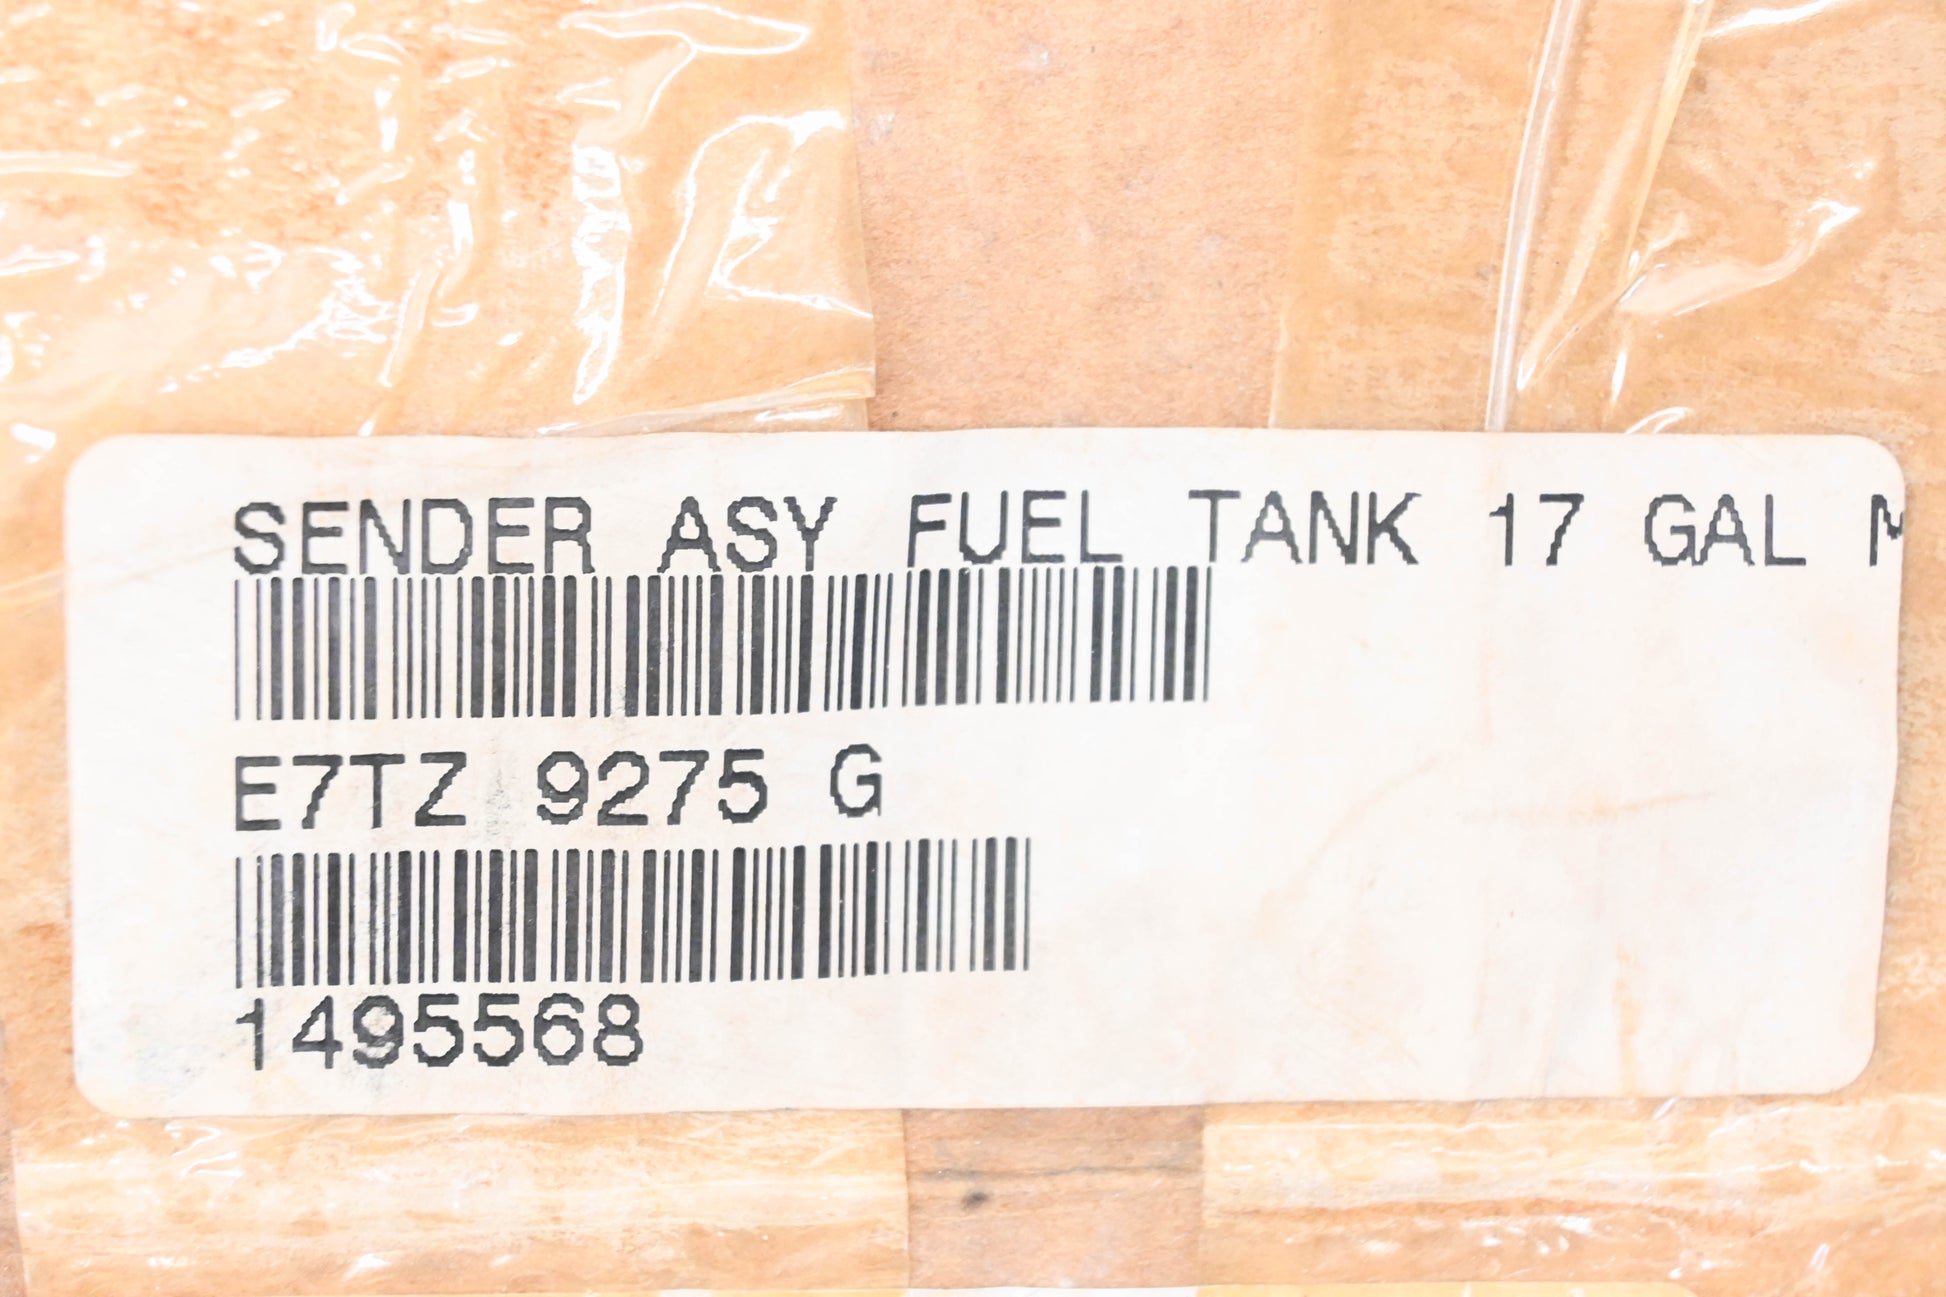 SENDER ASY FUEL TANK 17 GAL M
E7TZ 9275 G
1495568